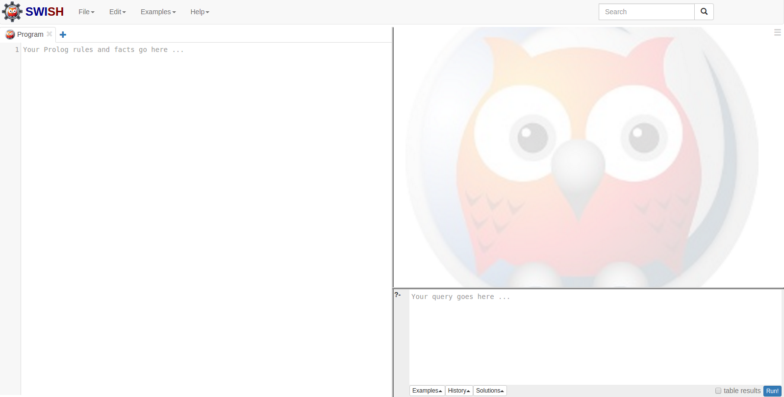 SWISH File Edit Examples Help Search
Program
1 Your Prolog rules and facts go here ...
?- Your query goes here ...
Examples History Solutions table results Run!